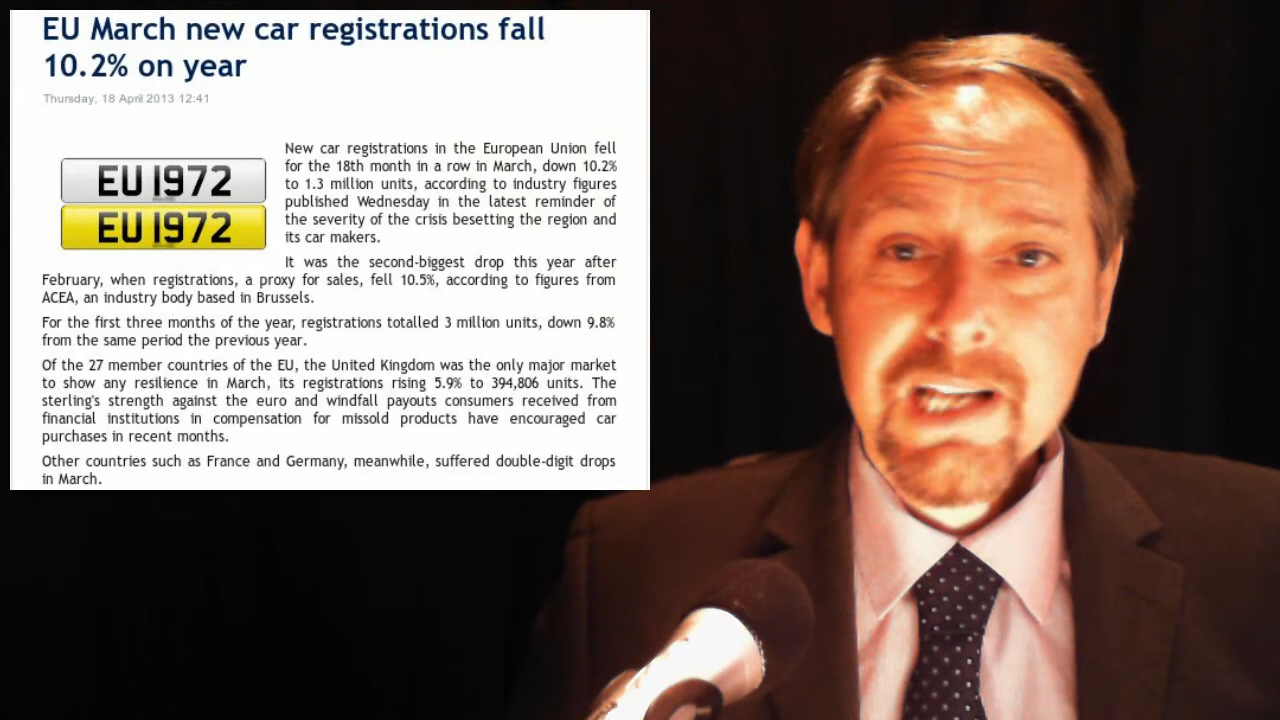 EU March new car registrations fall
10.2% on year
Thursday, 18 April 2013 12:41
EU 1972
EU 1972
New car registrations in the European Union fell
for the 18th month in a row in March, down 10.2%
to 1.3 million units, according to industry figures
published Wednesday in the latest reminder of
the severity of the crisis besetting the region and
its car makers.
It was the second-biggest drop this year after
February, when registrations, a proxy for sales, fell 10.5%, according to figures from
ACEA, an industry body based in Brussels.
For the first three months of the year, registrations totalled 3 million units, down 9.8%
from the same period the previous year.
Of the 27 member countries of the EU, the United Kingdom was the only major market
to show any resilience in March, its registrations rising 5.9% to 394,806 units. The
sterling's strength against the euro and windfall payouts consumers received from
financial institutions in compensation for missold products have encouraged car
purchases in recent months.
Other countries such as France and Germany, meanwhile, suffered double-digit drops
in March.